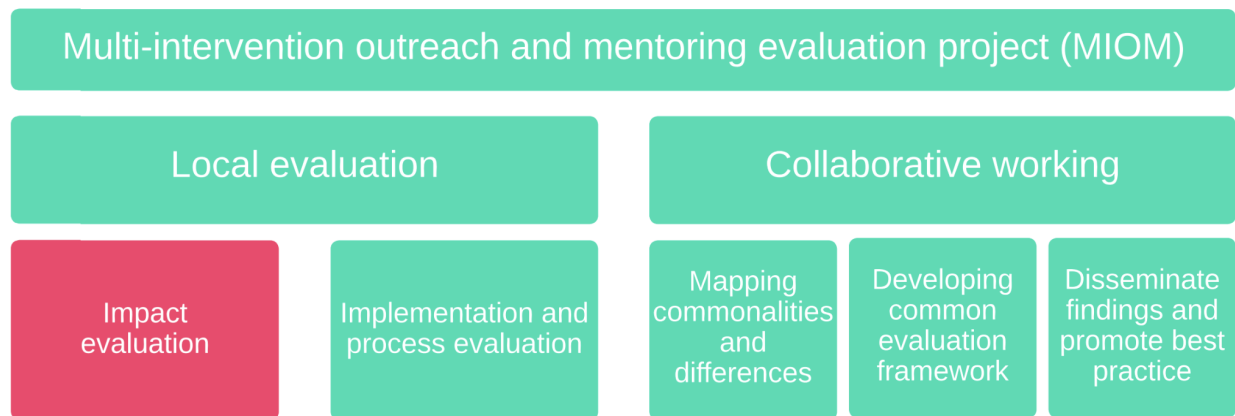 Multi-intervention outreach and mentoring evaluation project (MIOM)
Local evaluation
Collaborative working
Impact
evaluation
Implementation and
process evaluation
Mapping
commonalities
and
differences
Developing
common
evaluation
framework
Disseminate
findings and
promote best
practice